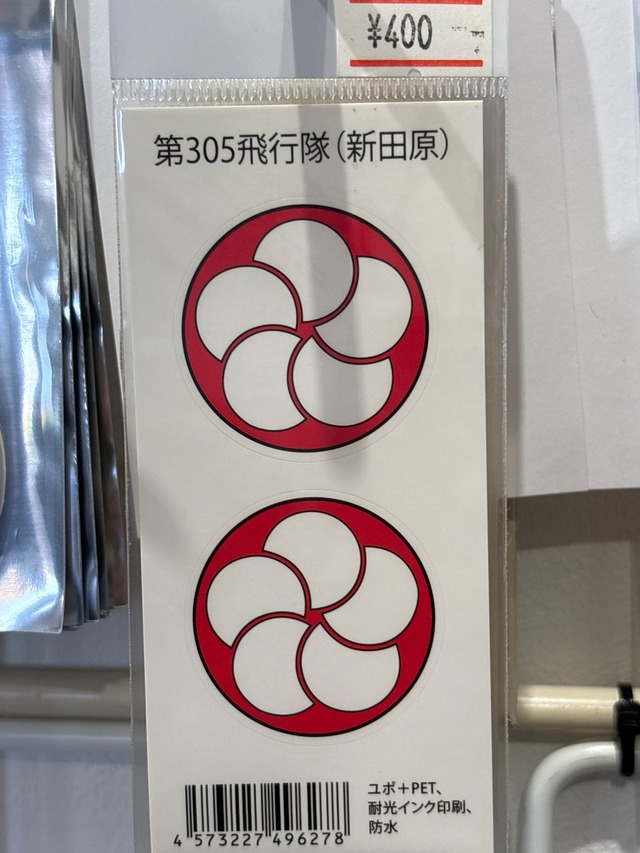 ¥400
第305飛行隊（新田原）
ユポ＋PET、
耐光インク印刷、
防水
4 573227 496278